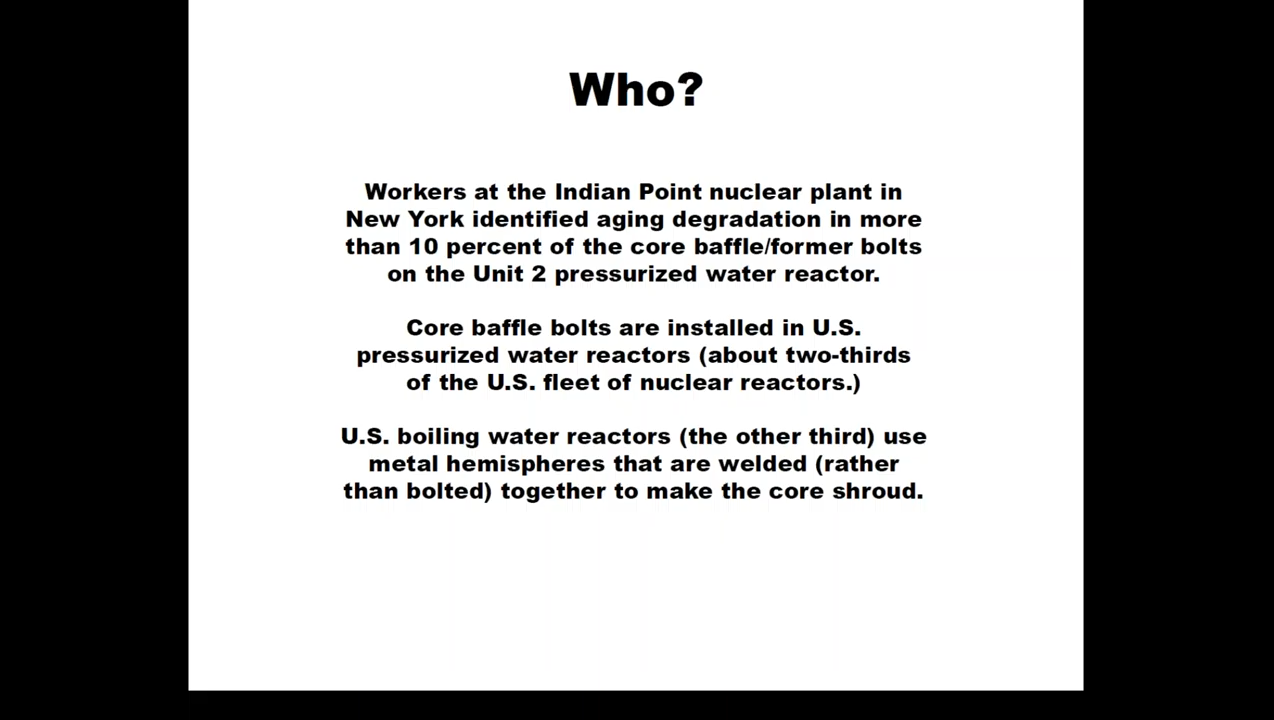 Who?
Workers at the Indian Point nuclear plant in
New York identified aging degradation in more
than 10 percent of the core baffle/former bolts
on the Unit 2 pressurized water reactor.
Core baffle bolts are installed in U.S.
pressurized water reactors (about two-thirds
of the U.S. fleet of nuclear reactors.)
U.S. boiling water reactors (the other third) use
metal hemispheres that are welded (rather
than bolted) together to make the core shroud.